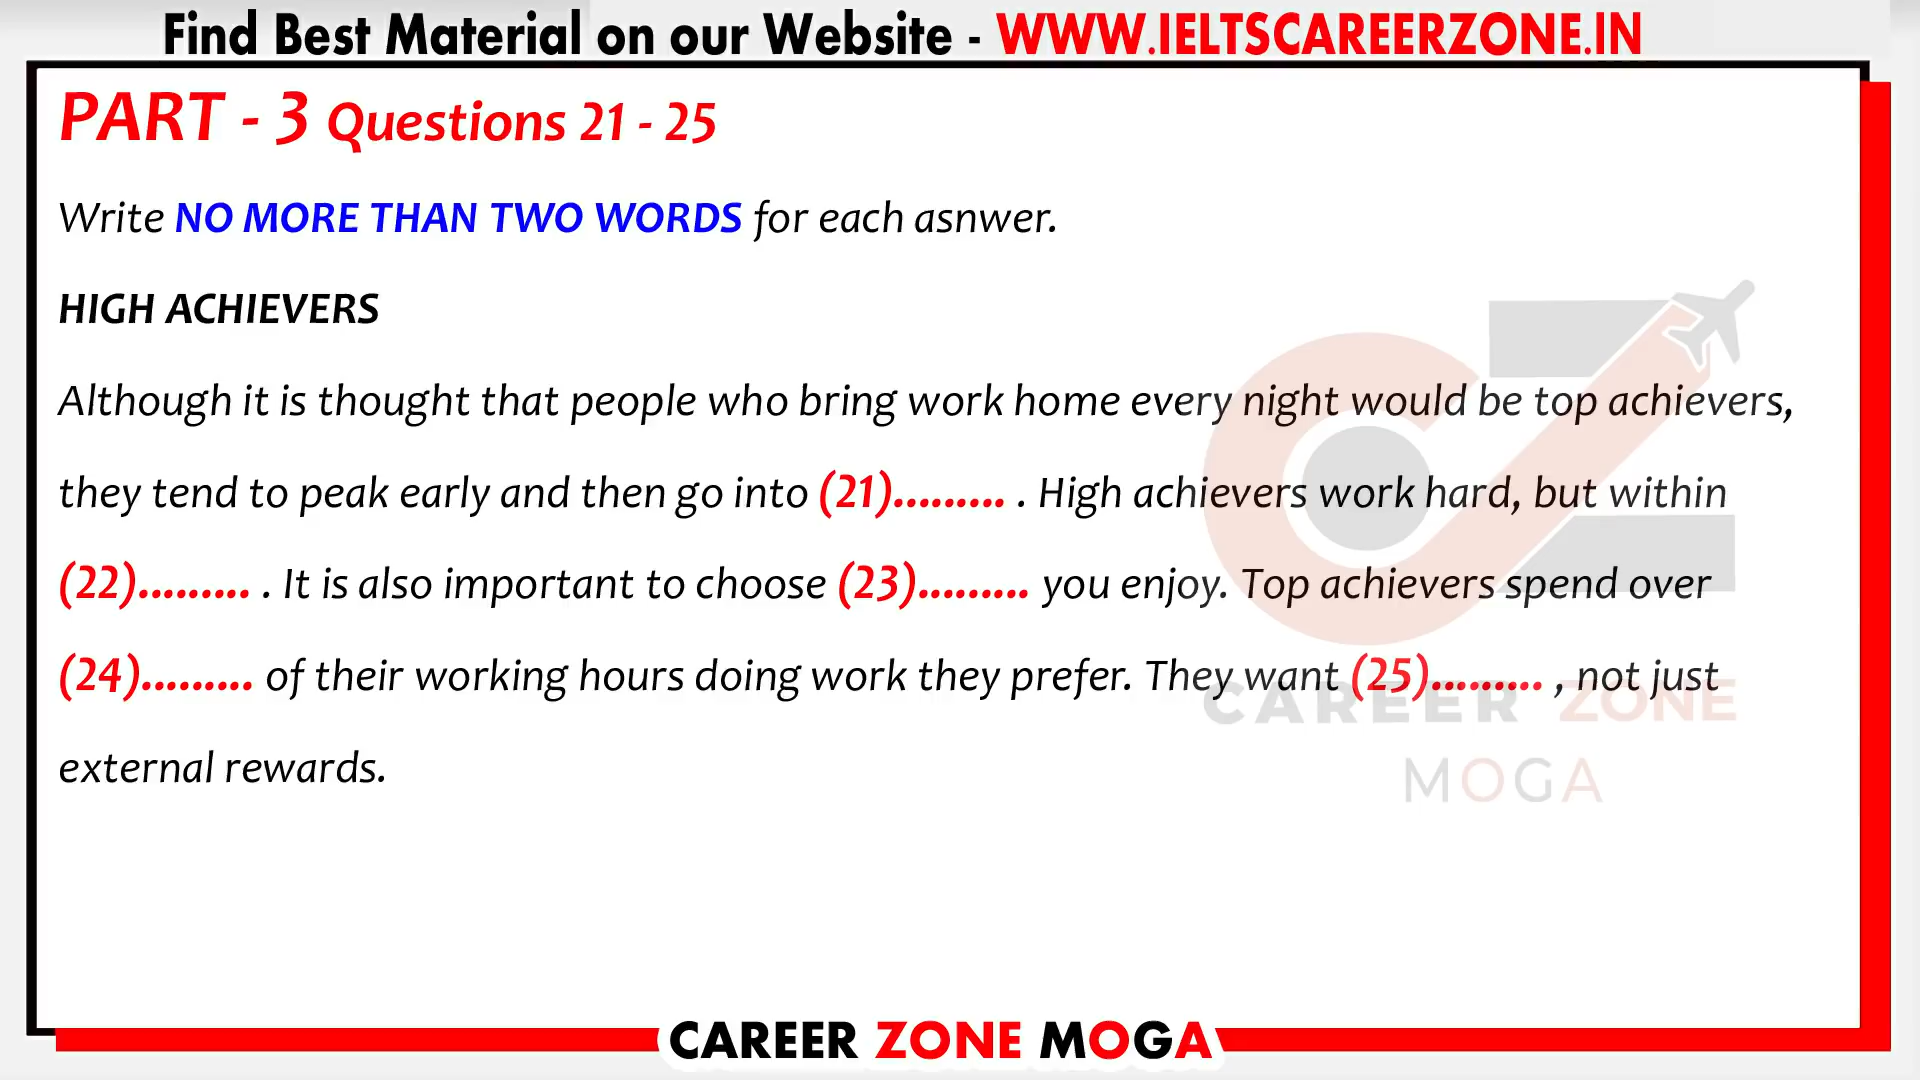 Find Best Material on our Website - WWW.IELTSCAREERZONE.IN
PART - 3 Questions 21 - 25
Write NO MORE THAN TWO WORDS for each asnwer.
HIGH ACHIEVERS
Although it is thought that people who bring work home every night would be top achievers,
they tend to peak early and then go into (21)......... . High achievers work hard, but within
(22)......... . It is also important to choose (23)......... you enjoy. Top achievers spend over
(24)......... of their working hours doing work they prefer. They want (25)......... , not just
CAREER ZONE
external rewards.
MOGA
CAREER ZONE MOGA